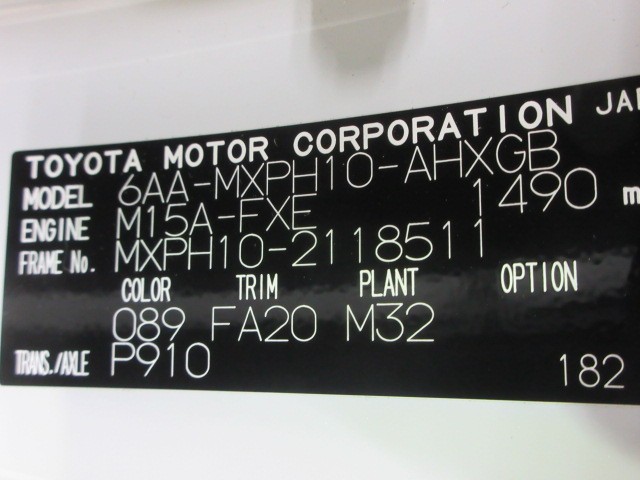 TOYOTA MOTOR CORPORATION JA
MODEL 6AA-MXPH10-AHXGB
ENGINE M15A-FXE 1490 m
FRAME No. MXPH10-2118511
COLOR TRIM PLANT OPTION
089 FA20 M32
TRANS./AXLE P910 182